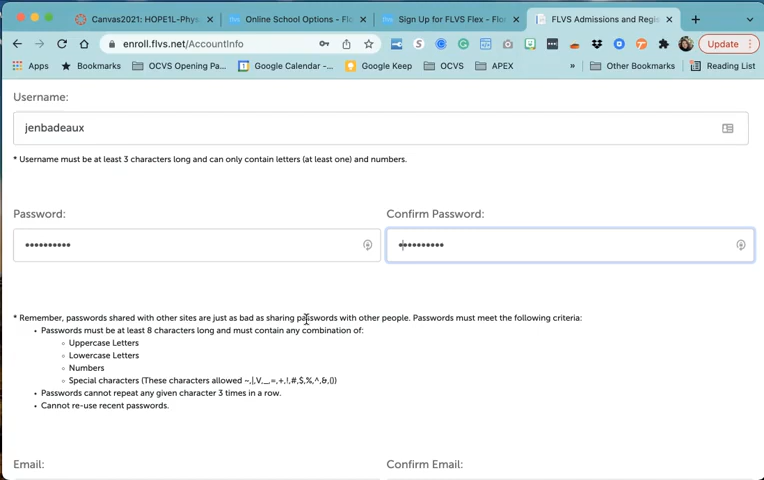 Canvas2021: HOPE1L-Phys
Online School Options - Flo
Sign Up for FLVS Flex - Flori
FLVS Admissions and Regis
enroll.flvs.net/AccountInfo
Update
Apps
Bookmarks
OCVS Opening Pa...
Google Calendar -...
Google Keep
OCVS
APEX
»
Other Bookmarks
Reading List
Username:
jenbadeaux
* Username must be at least 3 characters long and can only contain letters (at least one) and numbers.
Password: Confirm Password:
•••••••••• ••••••••••
* Remember, passwords shared with other sites are just as bad as sharing passwords with other people. Passwords must meet the following criteria:
• Passwords must be at least 8 characters long and must contain any combination of:
◦ Uppercase Letters
◦ Lowercase Letters
◦ Numbers
◦ Special characters (These characters allowed ~,|,V,_,=,+,!,#,$,%,^,&,())
• Passwords cannot repeat any given character 3 times in a row.
• Cannot re-use recent passwords.
Email: Confirm Email: